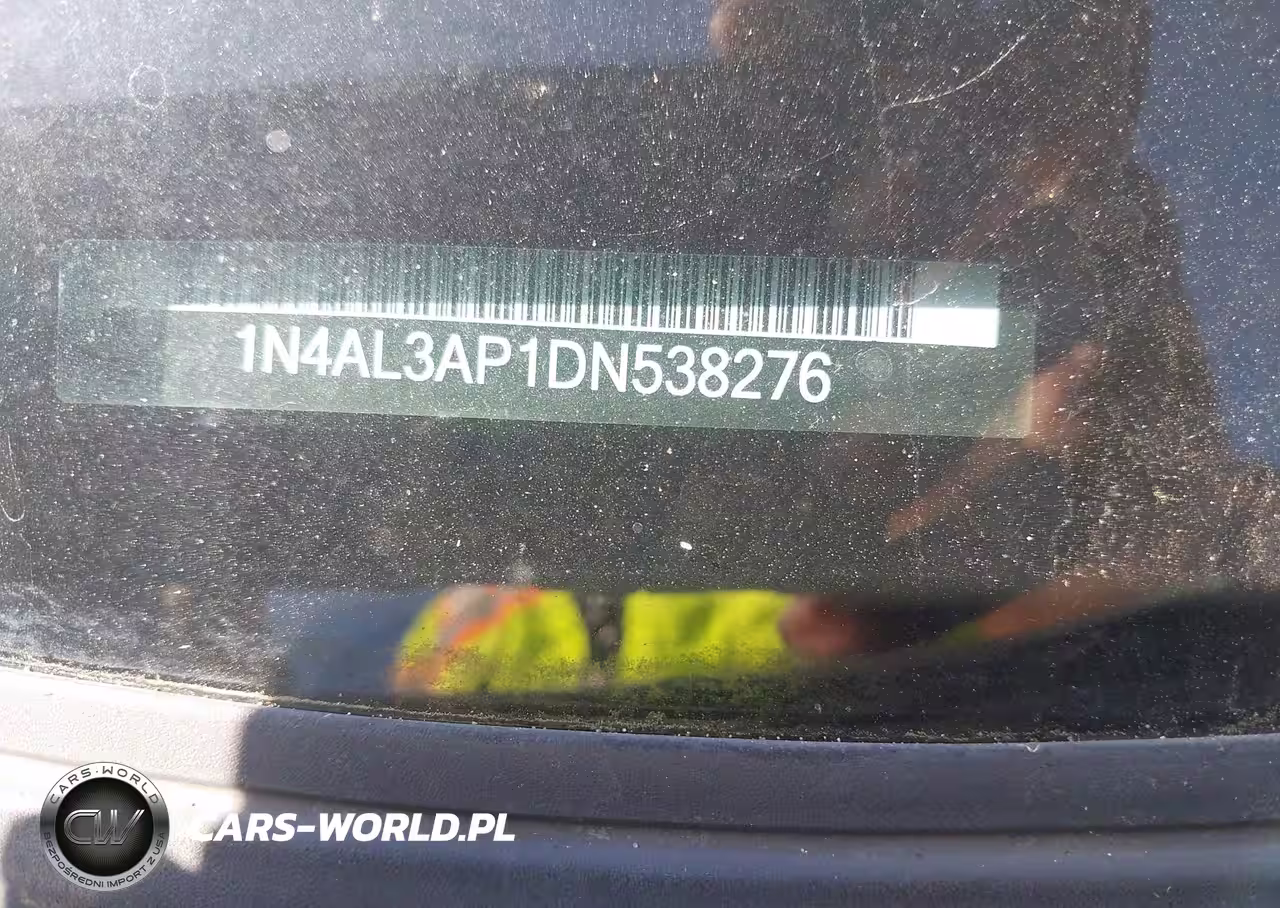 1N4AL3AP1DN538276
CARS-WORLD
CW
BEZPOŚREDNI IMPORT Z USA
CARS-WORLD.PL